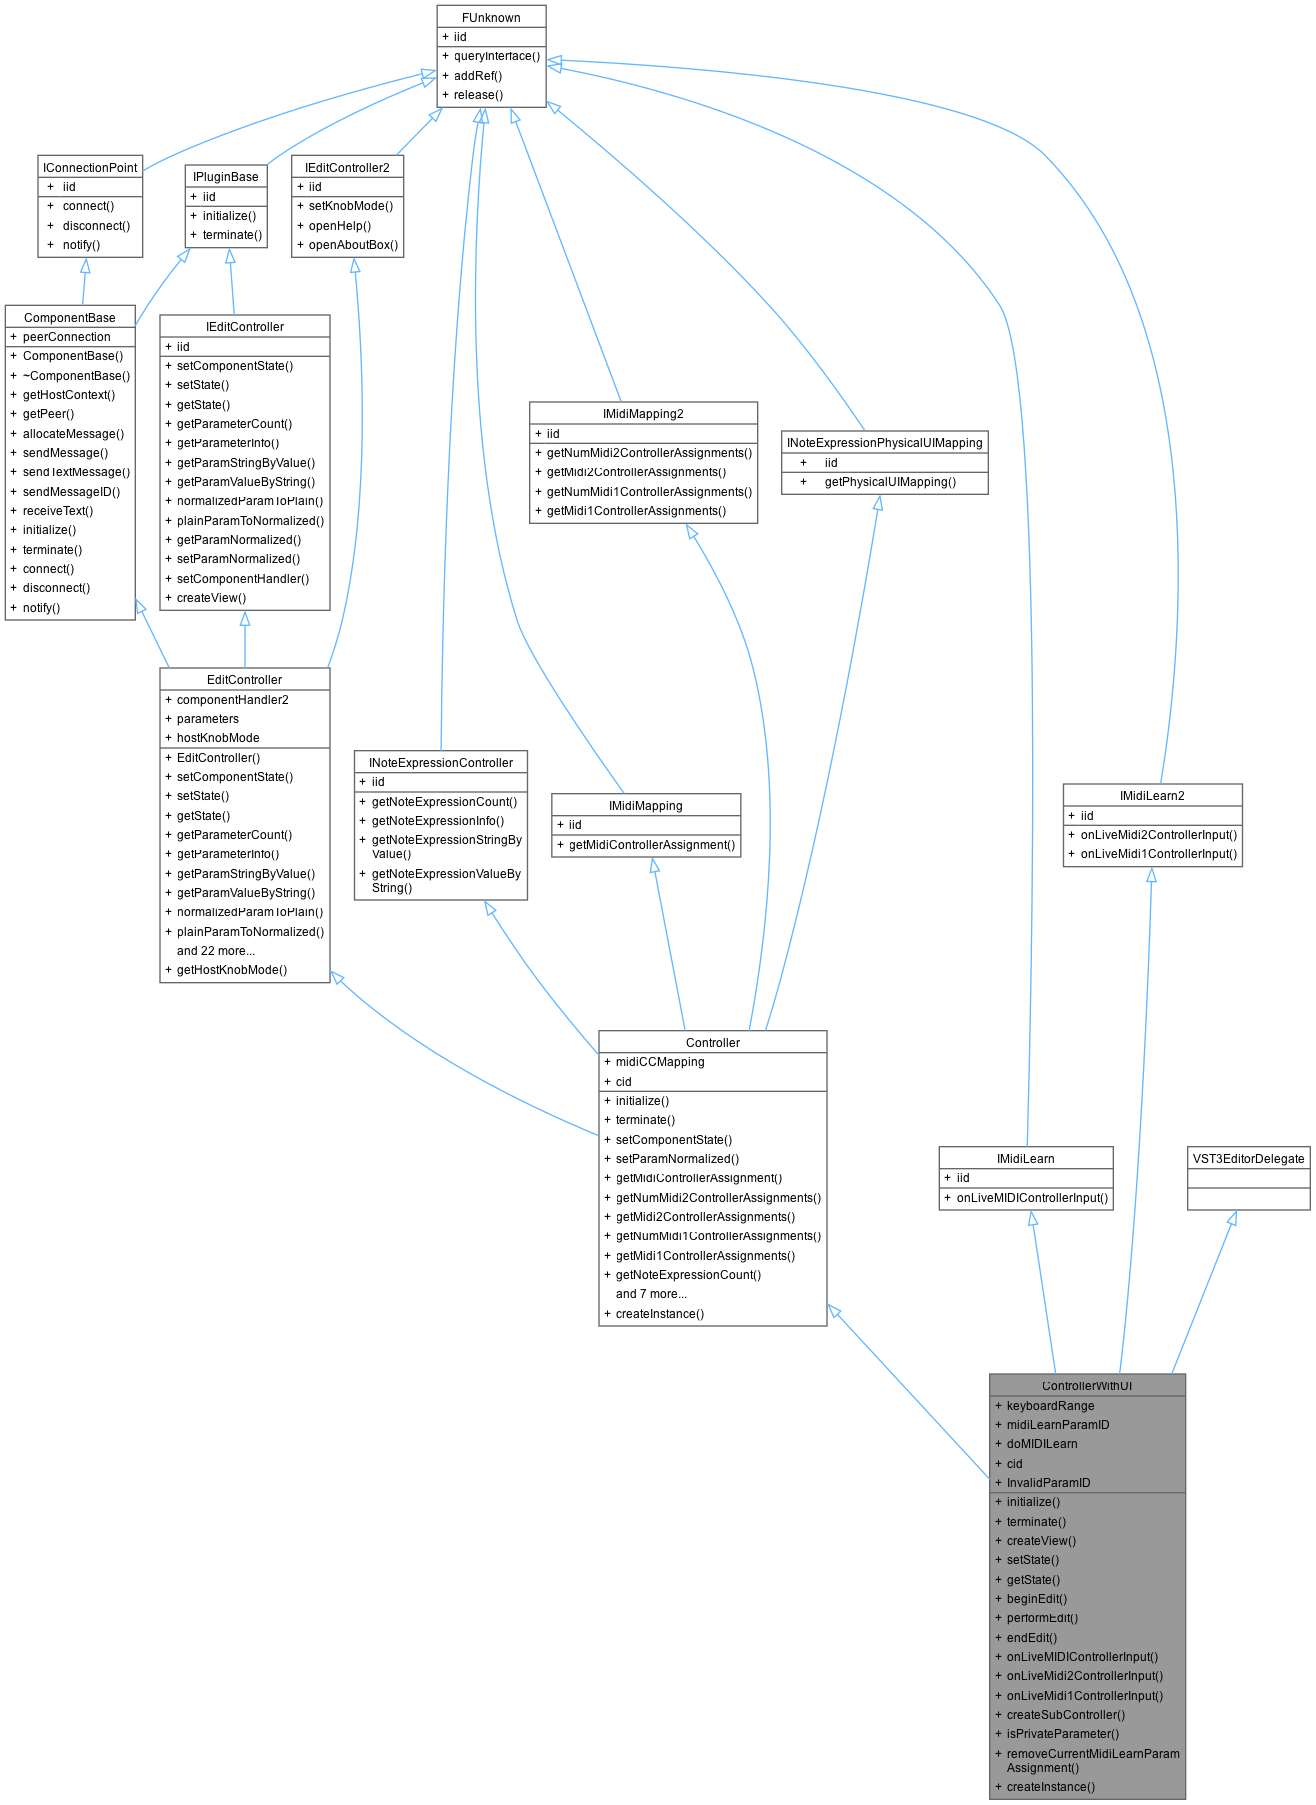 FUnknown
+ iid
+ queryInterface()
+ addRef()
+ release()
IConnectionPoint
+ iid
+ connect()
+ disconnect()
+ notify()
IPluginBase
+ iid
+ initialize()
+ terminate()
IEditController2
+ iid
+ setKnobMode()
+ openHelp()
+ openAboutBox()
ComponentBase
+ peerConnection
+ ComponentBase()
+ ~ComponentBase()
+ getHostContext()
+ getPeer()
+ allocateMessage()
+ sendMessage()
+ sendTextMessage()
+ sendMessageID()
+ receiveText()
+ initialize()
+ terminate()
+ connect()
+ disconnect()
+ notify()
IEditController
+ iid
+ setComponentState()
+ setState()
+ getState()
+ getParameterCount()
+ getParameterInfo()
+ getParamStringByValue()
+ getParamValueByString()
+ normalizedParamToPlain()
+ plainParamToNormalized()
+ getParamNormalized()
+ setParamNormalized()
+ setComponentHandler()
+ createView()
IMidiMapping2
+ iid
+ getNumMidi2ControllerAssignments()
+ getMidi2ControllerAssignments()
+ getNumMidi1ControllerAssignments()
+ getMidi1ControllerAssignments()
INoteExpressionPhysicalUIMapping
+ iid
+ getPhysicalUIMapping()
EditController
+ componentHandler2
+ parameters
+ hostKnobMode
+ EditController()
+ setComponentState()
+ setState()
+ getState()
+ getParameterCount()
+ getParameterInfo()
+ getParamStringByValue()
+ getParamValueByString()
+ normalizedParamToPlain()
+ plainParamToNormalized()
and 22 more...
+ getHostKnobMode()
INoteExpressionController
+ iid
+ getNoteExpressionCount()
+ getNoteExpressionInfo()
+ getNoteExpressionStringBy
Value()
+ getNoteExpressionValueBy
String()
IMidiMapping
+ iid
+ getMidiControllerAssignment()
IMidiLearn2
+ iid
+ onLiveMidi2ControllerInput()
+ onLiveMidi1ControllerInput()
Controller
+ midiCCMapping
+ cid
+ initialize()
+ terminate()
+ setComponentState()
+ setParamNormalized()
+ getMidiControllerAssignment()
+ getNumMidi2ControllerAssignments()
+ getMidi2ControllerAssignments()
+ getNumMidi1ControllerAssignments()
+ getMidi1ControllerAssignments()
+ getNoteExpressionCount()
and 7 more...
+ createInstance()
IMidiLearn
+ iid
+ onLiveMIDIControllerInput()
VST3EditorDelegate
ControllerWithUI
+ keyboardRange
+ midiLearnParamID
+ doMIDILearn
+ cid
+ InvalidParamID
+ initialize()
+ terminate()
+ createView()
+ setState()
+ getState()
+ beginEdit()
+ performEdit()
+ endEdit()
+ onLiveMIDIControllerInput()
+ onLiveMidi2ControllerInput()
+ onLiveMidi1ControllerInput()
+ createSubController()
+ isPrivateParameter()
+ removeCurrentMidiLearnParam
Assignment()
+ createInstance()